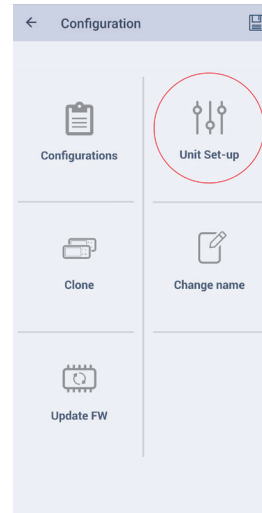 Configuration
Configurations
Unit Set-up
Clone
Change name
Update FW